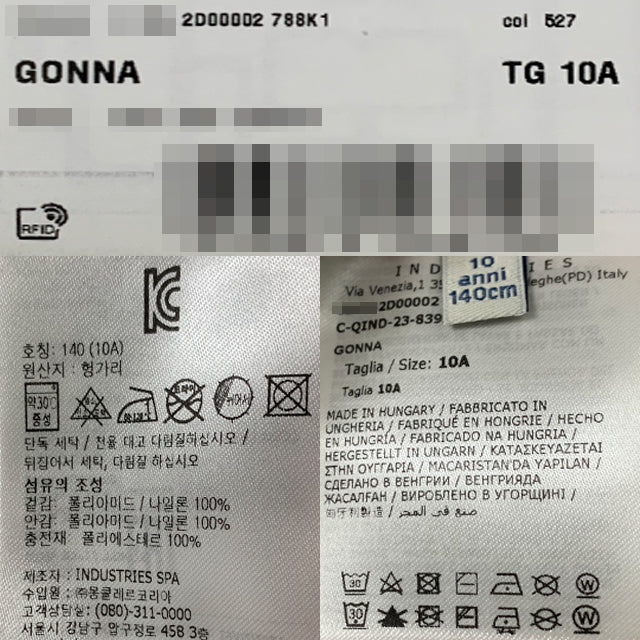 2D00002 788K1
col 527
GONNA
TG 10A
RFID
호칭: 140 (10A)
원산지 : 헝가리
약30℃
중성
단독 세탁 / 천을 대고 다림질하십시오 /
뒤집어서 세탁, 다림질 하십시오
섬유의 조성
겉감: 폴리아미드 / 나일론 100%
안감: 폴리아미드 / 나일론 100%
충전재: 폴리에스테르 100%
제조자 : INDUSTRIES SPA
수입원 : ㈜몽클레르코리아
고객상담실: (080)-311-0000
서울시 강남구 압구정로 458 3층
10
anni
140cm
IND
IES
Via Venezia,1 35
eghe(PD) Italy
2D00002
C-QIND-23-839
GONNA
Taglia / Size: 10A
Taglia 10A
MADE IN HUNGARY / FABBRICATO IN
UNGHERIA / FABRIQUÉ EN HONGRIE / HECHO
EN HUNGRÍA / FABRICADO NA HUNGRIA /
HERGESTELLT IN UNGARN / ΚΑΤΑΣΚΕΥΑΖΕΤΑΙ
ΣΤΗΝ ΟΥΓΓΑΡΙΑ / MACARISTAN'DA YAPILAN /
СДЕЛАНО В ВЕНГРИИ / ВЕНГРИЯДА
ЖАСАЛҒАН / ВИРОБЛЕНО В УГОРЩИНІ /
匈牙利製造 / صنع في المجر /
30
W
30
W